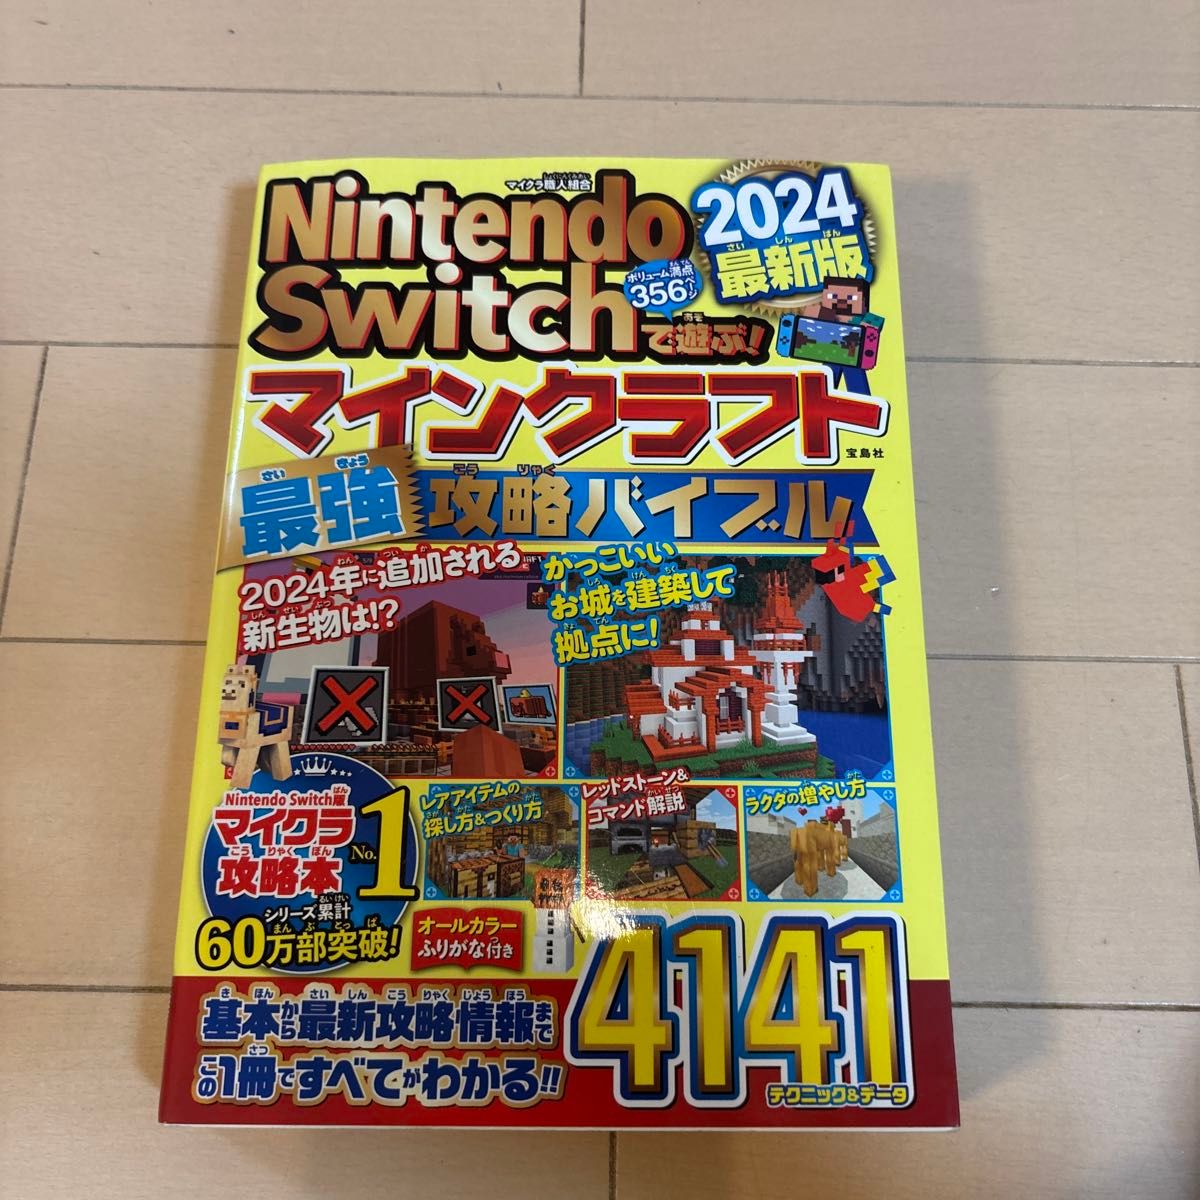 マイクラ職人組合
Nintendo
Switchで遊ぶ!
ボリューム満点
356ページ
2024
最新版
マインクラフト
宝島社
最強攻略バイブル
2024年に追加される
新生物は!?
かっこいい
お城を建築して
拠点に!
Nintendo Switch版
マイクラ
攻略本
No.1
シリーズ累計
60万部突破!
レアアイテムの
探し方&つくり方
レッドストーン&
コマンド解説
ラクダの増やし方
オールカラー
ふりがな付き
基本から最新攻略情報まで
この1冊ですべてがわかる!!
4141
テクニック&データ